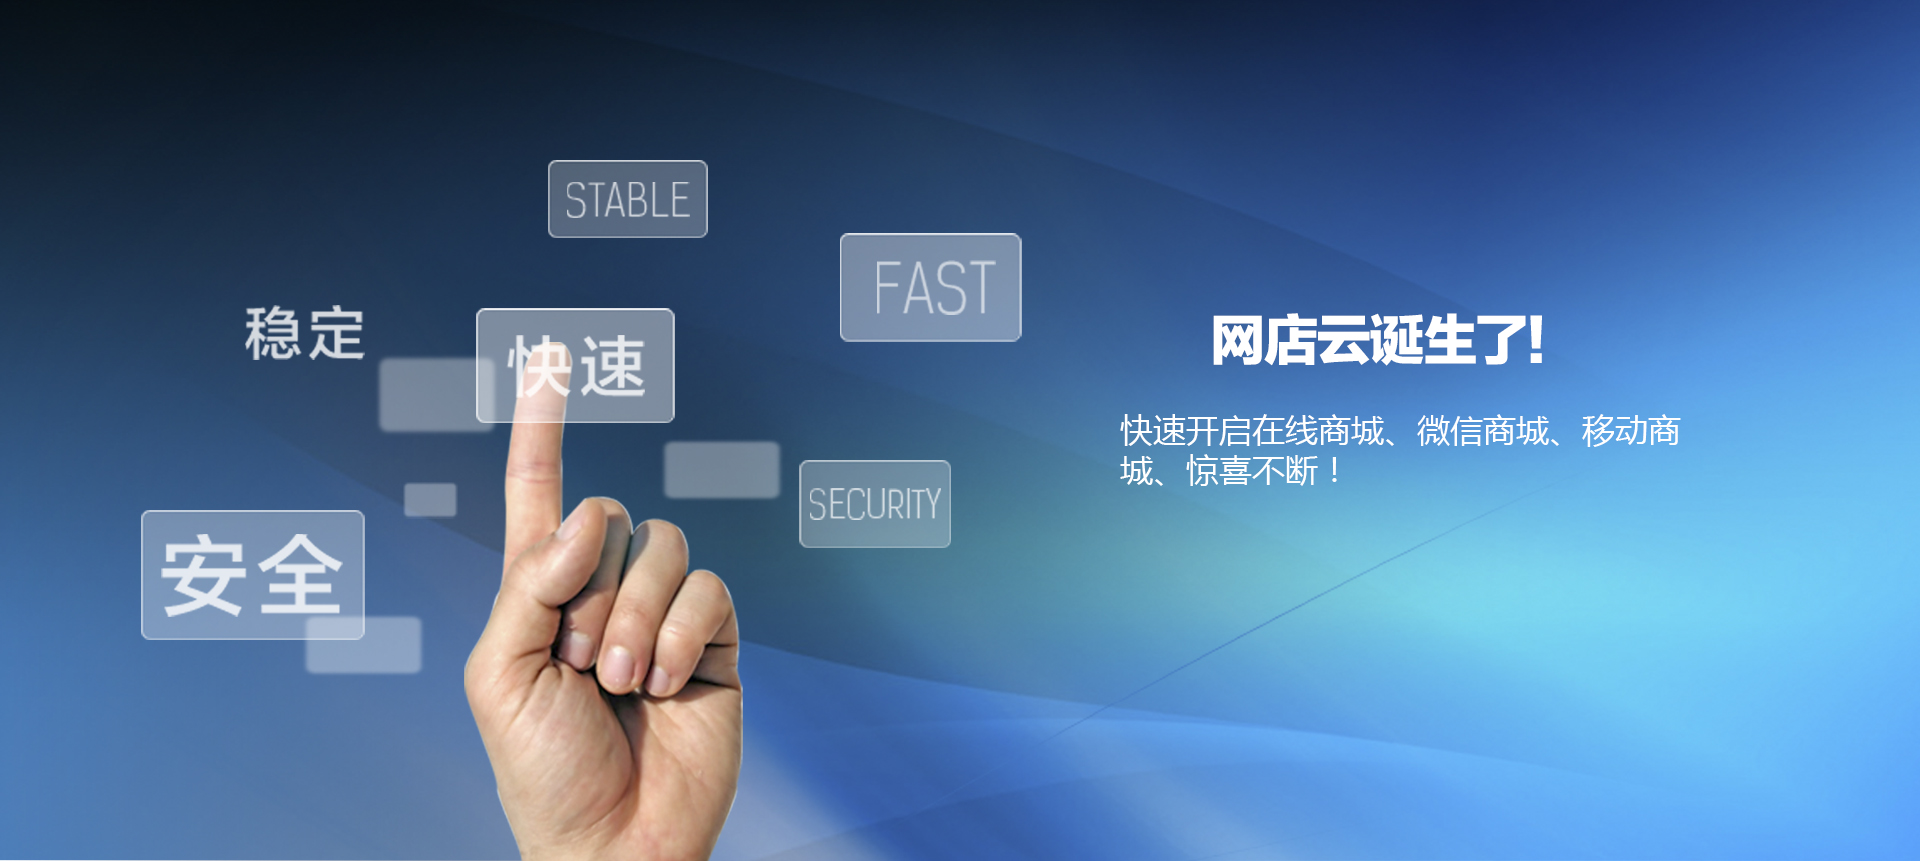 STABLE
FAST
稳定
快速
SECURITY
安全
网店云诞生了!
快速开启在线商城、微信商城、移动商
城、惊喜不断！